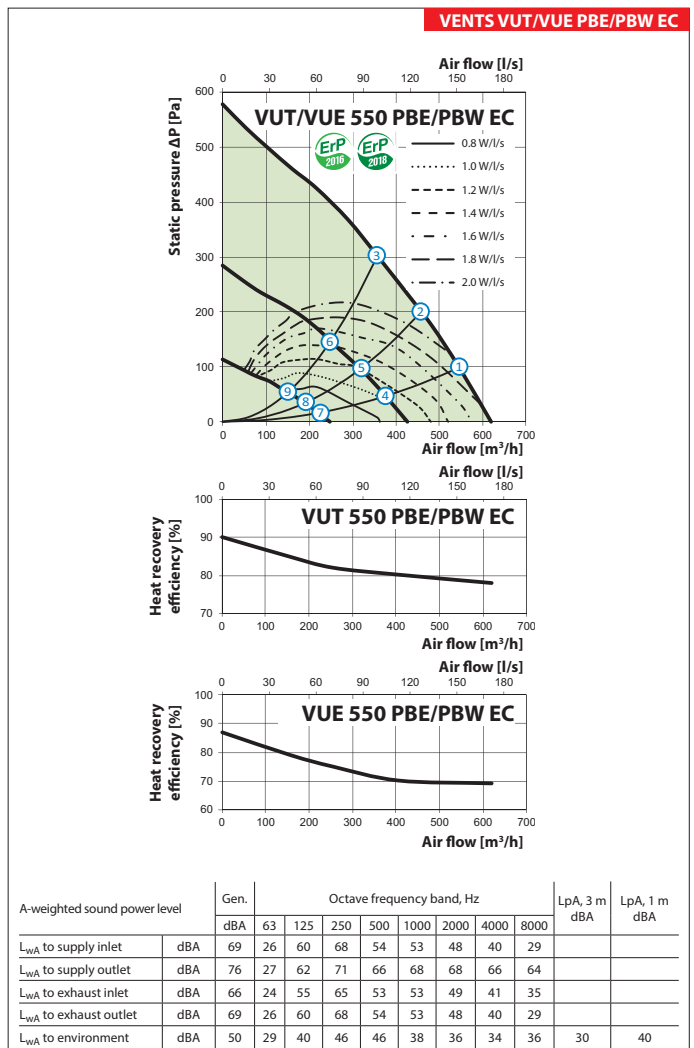 VENTS VUT/VUE PBE/PBW EC
Air flow [l/s]
0 30 60 90 120 150 180
600
500
400
300
200
100
0
Static pressure ΔP [Pa]
VUT/VUE 550 PBE/PBW EC
ErP 2016
ErP 2018
0.8 W/l/s
1.0 W/l/s
1.2 W/l/s
1.4 W/l/s
1.6 W/l/s
1.8 W/l/s
2.0 W/l/s
3
2
6
5
1
9
8
4
7
0 100 200 300 400 500 600 700
Air flow [m³/h]
Air flow [l/s]
0 30 60 90 120 150 180
100
90
80
70
Heat recovery
efficiency [%]
VUT 550 PBE/PBW EC
0 100 200 300 400 500 600 700
Air flow [m³/h]
Air flow [l/s]
0 30 60 90 120 150 180
100
90
80
70
60
Heat recovery
efficiency [%]
VUE 550 PBE/PBW EC
0 100 200 300 400 500 600 700
Air flow [m³/h]
A-weighted sound power level Gen. Octave frequency band, Hz LpA, 3 m dBA LpA, 1 m dBA
dBA 63 125 250 500 1000 2000 4000 8000
LwA to supply inlet dBA 69 26 60 68 54 53 48 40 29
LwA to supply outlet dBA 76 27 62 71 66 68 68 66 64
LwA to exhaust inlet dBA 66 24 55 65 53 53 49 41 35
LwA to exhaust outlet dBA 69 26 60 68 54 53 48 40 29
LwA to environment dBA 50 29 40 46 46 38 36 34 36 30 40